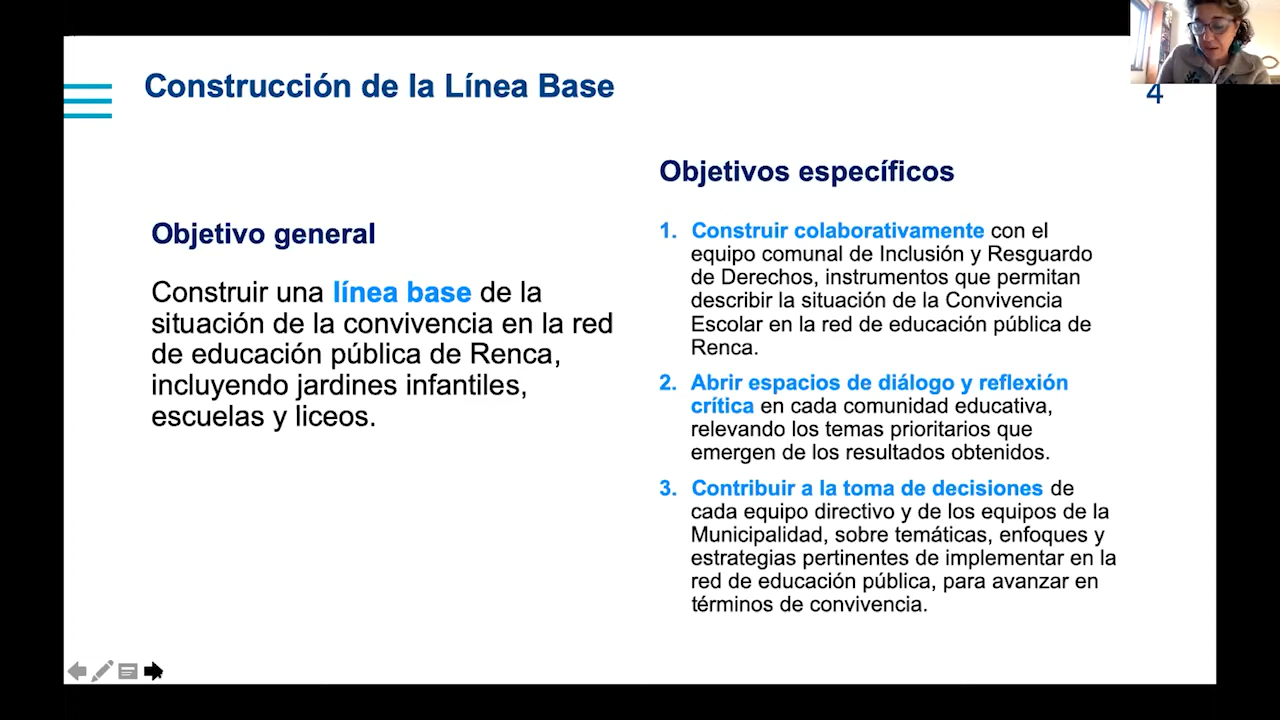 Construcción de la Línea Base
4
Objetivo general
Construir una línea base de la
situación de la convivencia en la red
de educación pública de Renca,
incluyendo jardines infantiles,
escuelas y liceos.
Objetivos específicos
1. Construir colaborativamente con el
equipo comunal de Inclusión y Resguardo
de Derechos, instrumentos que permitan
describir la situación de la Convivencia
Escolar en la red de educación pública de
Renca.
2. Abrir espacios de diálogo y reflexión
crítica en cada comunidad educativa,
relevando los temas prioritarios que
emergen de los resultados obtenidos.
3. Contribuir a la toma de decisiones de
cada equipo directivo y de los equipos de la
Municipalidad, sobre temáticas, enfoques y
estrategias pertinentes de implementar en la
red de educación pública, para avanzar en
términos de convivencia.